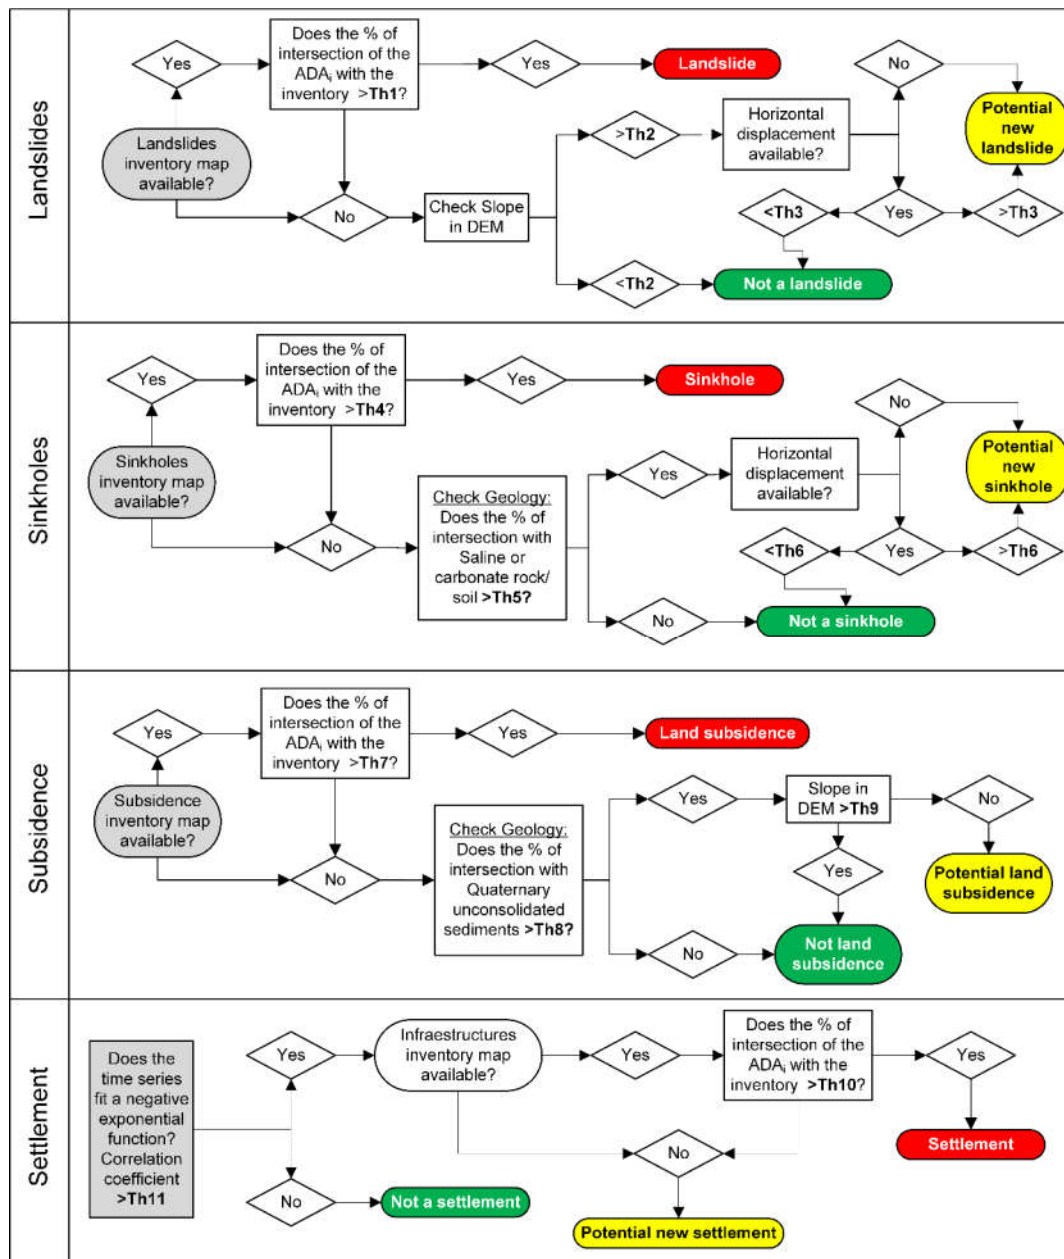 Landslides
Yes
Does the % of
intersection of the
ADAi with the
inventory >Th1?
Yes
Landslide
Landslides
inventory map
available?
No
Check Slope
in DEM
>Th2
Horizontal
displacement
available?
No
Potential
new
landslide
<Th3
Yes
>Th3
<Th2
Not a landslide
Sinkholes
Yes
Does the % of
intersection of the
ADAi with the
inventory >Th4?
Yes
Sinkhole
Sinkholes
inventory map
available?
No
Check Geology:
Does the % of
intersection with
Saline or
carbonate rock/
soil >Th5?
Yes
Horizontal
displacement
available?
No
Potential
new
sinkhole
<Th6
Yes
>Th6
No
Not a sinkhole
Subsidence
Yes
Does the % of
intersection of the
ADAi with the
inventory >Th7?
Yes
Land subsidence
Subsidence
inventory map
available?
No
Check Geology:
Does the % of
intersection with
Quaternary
unconsolidated
sediments >Th8?
Yes
Slope in
DEM >Th9
No
Yes
Potential land
subsidence
No
Not land
subsidence
Settlement
Does the
time series
fit a negative
exponential
function?
Correlation
coefficient
>Th11
Yes
Infraestructures
inventory map
available?
Yes
Does the % of
intersection of the
ADAi with the
inventory >Th10?
Yes
Settlement
No
No
Not a settlement
Potential new settlement